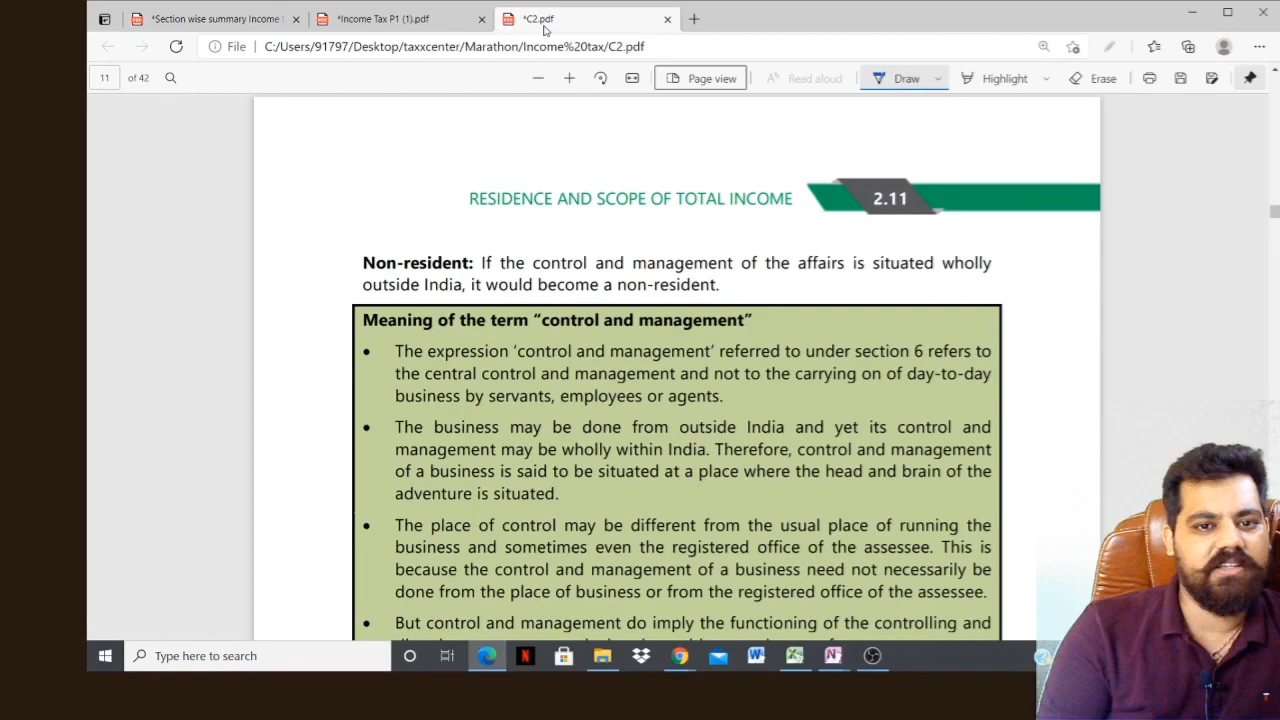 *Section wise summary Income
*Income Tax P1 (1).pdf
*C2.pdf
File C:/Users/91797/Desktop/taxxcenter/Marathon/Income%20tax/C2.pdf
11 of 42 Page view Read aloud Draw Highlight Erase
RESIDENCE AND SCOPE OF TOTAL INCOME 2.11
Non-resident: If the control and management of the affairs is situated wholly
outside India, it would become a non-resident.
Meaning of the term “control and management”
• The expression ‘control and management’ referred to under section 6 refers to
the central control and management and not to the carrying on of day-to-day
business by servants, employees or agents.
• The business may be done from outside India and yet its control and
management may be wholly within India. Therefore, control and management
of a business is said to be situated at a place where the head and brain of the
adventure is situated.
• The place of control may be different from the usual place of running the
business and sometimes even the registered office of the assessee. This is
because the control and management of a business need not necessarily be
done from the place of business or from the registered office of the assessee.
• But control and management do imply the functioning of the controlling and
Type here to search